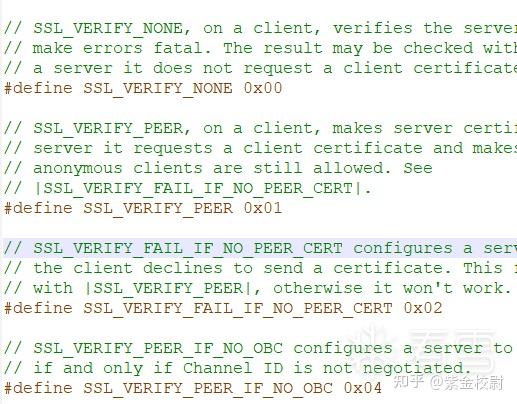 // SSL_VERIFY_NONE, on a client, verifies the server
// make errors fatal. The result may be checked with
// a server it does not request a client certificate
#define SSL_VERIFY_NONE 0x00
// SSL_VERIFY_PEER, on a client, makes server certif
// server it requests a client certificate and makes
// anonymous clients are still allowed. See
// |SSL_VERIFY_FAIL_IF_NO_PEER_CERT|.
#define SSL_VERIFY_PEER 0x01
// SSL_VERIFY_FAIL_IF_NO_PEER_CERT configures a serv
// the client declines to send a certificate. This
// with |SSL_VERIFY_PEER|, otherwise it won't work.
#define SSL_VERIFY_FAIL_IF_NO_PEER_CERT 0x02
// SSL_VERIFY_PEER_IF_NO_OBC configures a server to
// if and only if Channel ID is not negotiated.
#define SSL_VERIFY_PEER_IF_NO_OBC 0x04
看雪
知乎 @紫金校尉